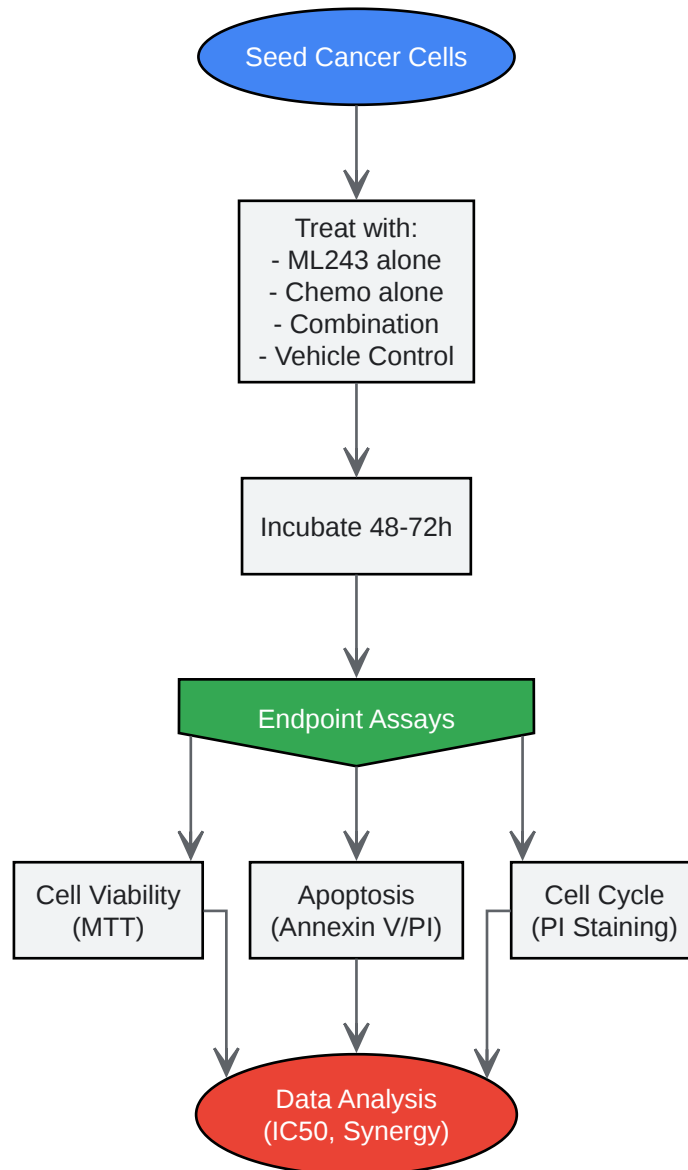 Seed Cancer Cells
Treat with:
- ML243 alone
- Chemo alone
- Combination
- Vehicle Control
Incubate 48-72h
Endpoint Assays
Cell Viability
(MTT)
Apoptosis
(Annexin V/PI)
Cell Cycle
(PI Staining)
Data Analysis
(IC50, Synergy)